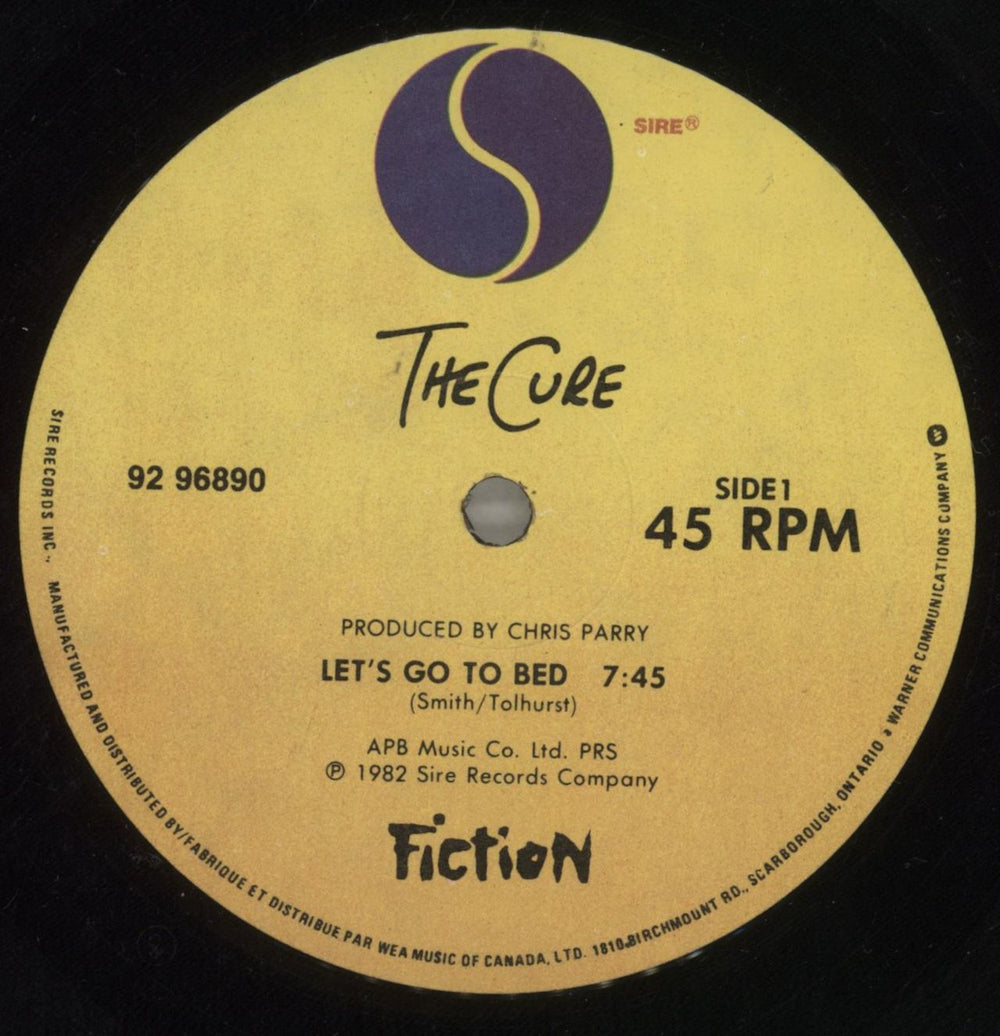 SIRE®
THE CURE
92 96890
SIDE 1
45 RPM
PRODUCED BY CHRIS PARRY
LET'S GO TO BED 7:45
(Smith/Tolhurst)
APB Music Co. Ltd. PRS
℗ 1982 Sire Records Company
Fiction
SIRE RECORDS INC., MANUFACTURED AND DISTRIBUTED BY/FABRIQUE ET DISTRIBUE PAR WEA MUSIC OF CANADA, LTD. 1810 BIRCHMOUNT RD., SCARBOROUGH, ONTARIO a WARNER COMMUNICATIONS COMPANY W